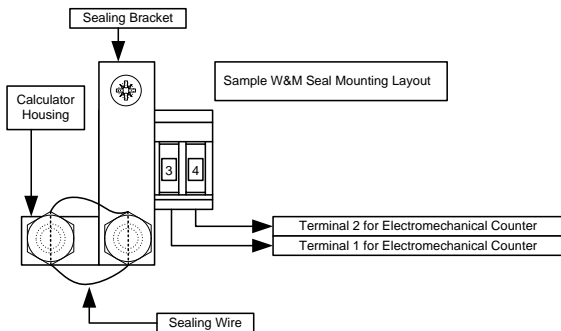 Sealing Bracket
Sample W&M Seal Mounting Layout
Calculator
Housing
3 4
Terminal 2 for Electromechanical Counter
Terminal 1 for Electromechanical Counter
Sealing Wire